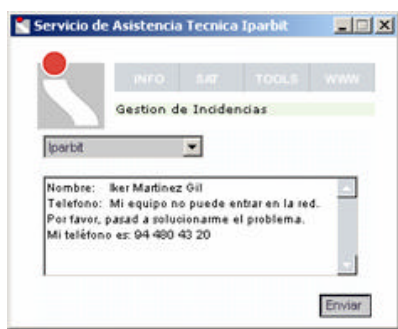 Servicio de Asistencia Tecnica Iparbit
INFO SAT TOOLS WWW
Gestion de Incidencias
Iparbit
Nombre: Iker Martinez Gil
Telefono: Mi equipo no puede entrar en la red.
Por favor, pasad a solucionarme el problema.
Mi teléfono es: 94 480 43 20
Enviar